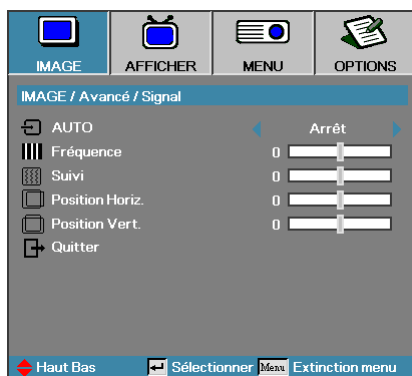 IMAGE AFFICHER MENU OPTIONS
IMAGE / Avancé / Signal
AUTO Arrêt
Fréquence 0
Suivi 0
Position Horiz. 0
Position Vert. 0
Quitter
Haut Bas Sélectionner Menu Extinction menu